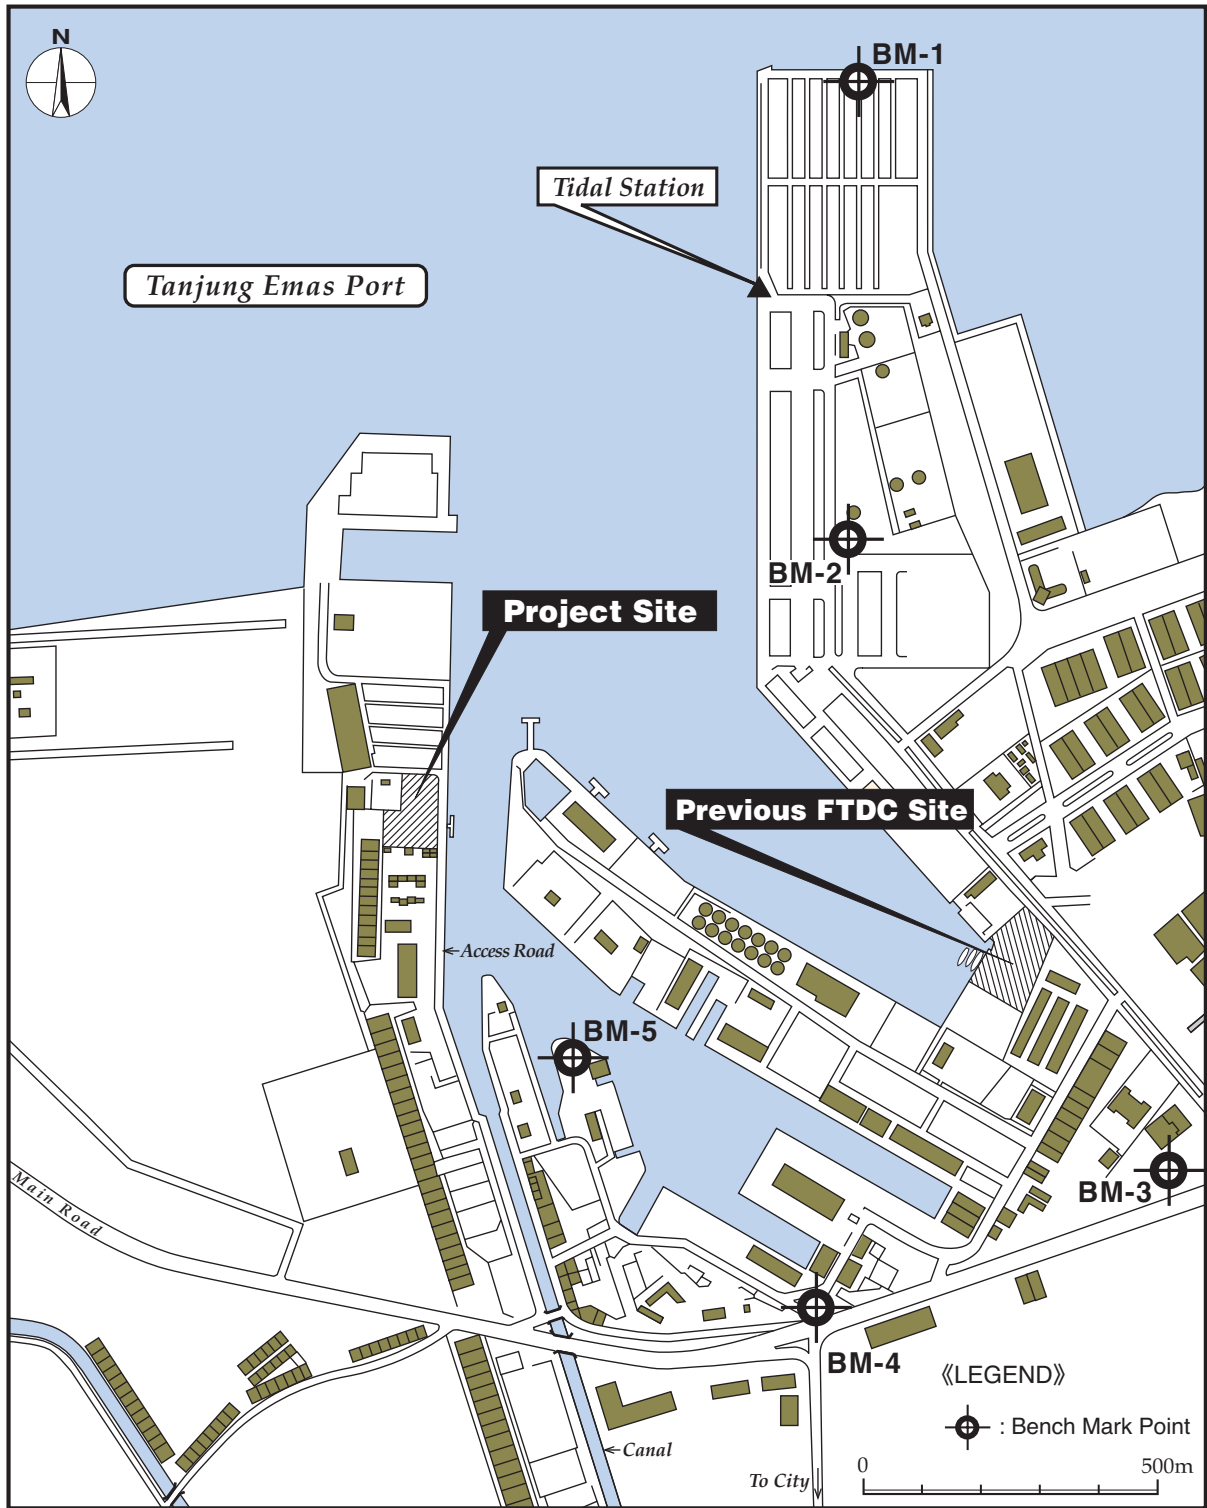 N
BM-1
Tidal Station
Tanjung Emas Port
BM-2
Project Site
Previous FTDC Site
Access Road
BM-5
Main Road
BM-3
BM-4
《LEGEND》
: Bench Mark Point
Canal
To City
0 500m